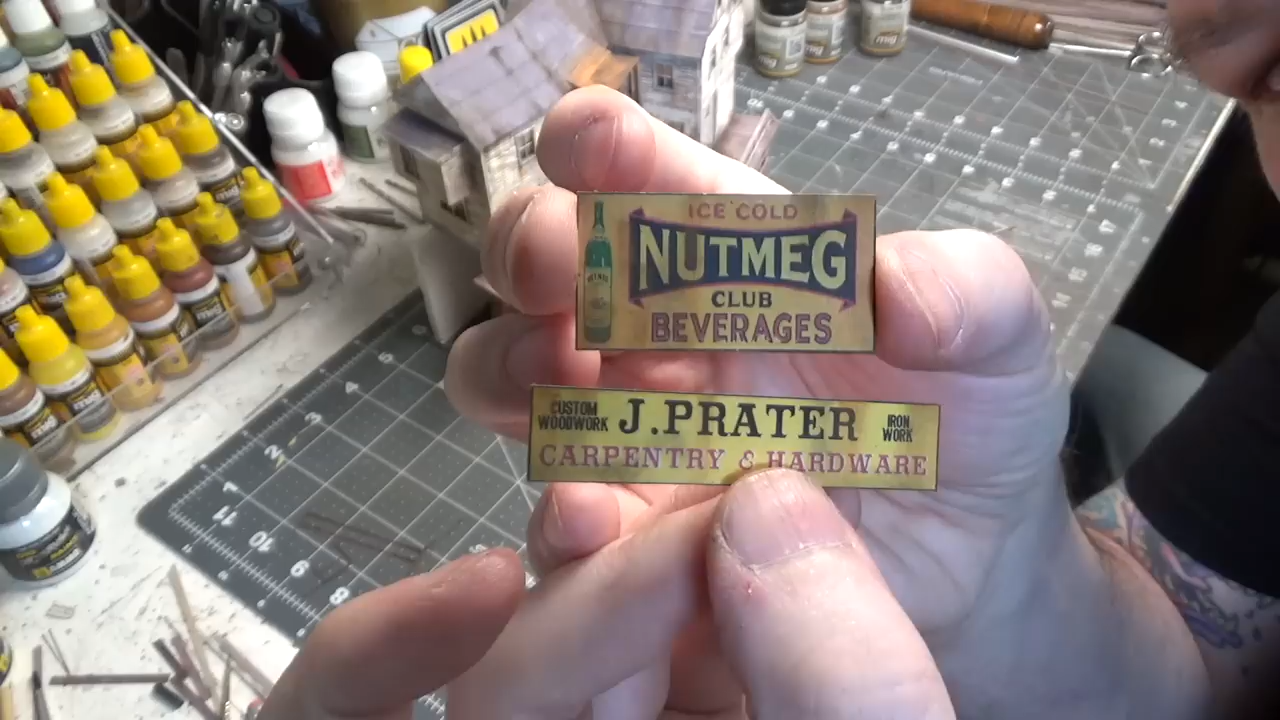 ICE COLD
NUTMEG
CLUB
BEVERAGES
CUSTOM WOODWORK
J.PRATER
IRON WORK
CARPENTRY & HARDWARE